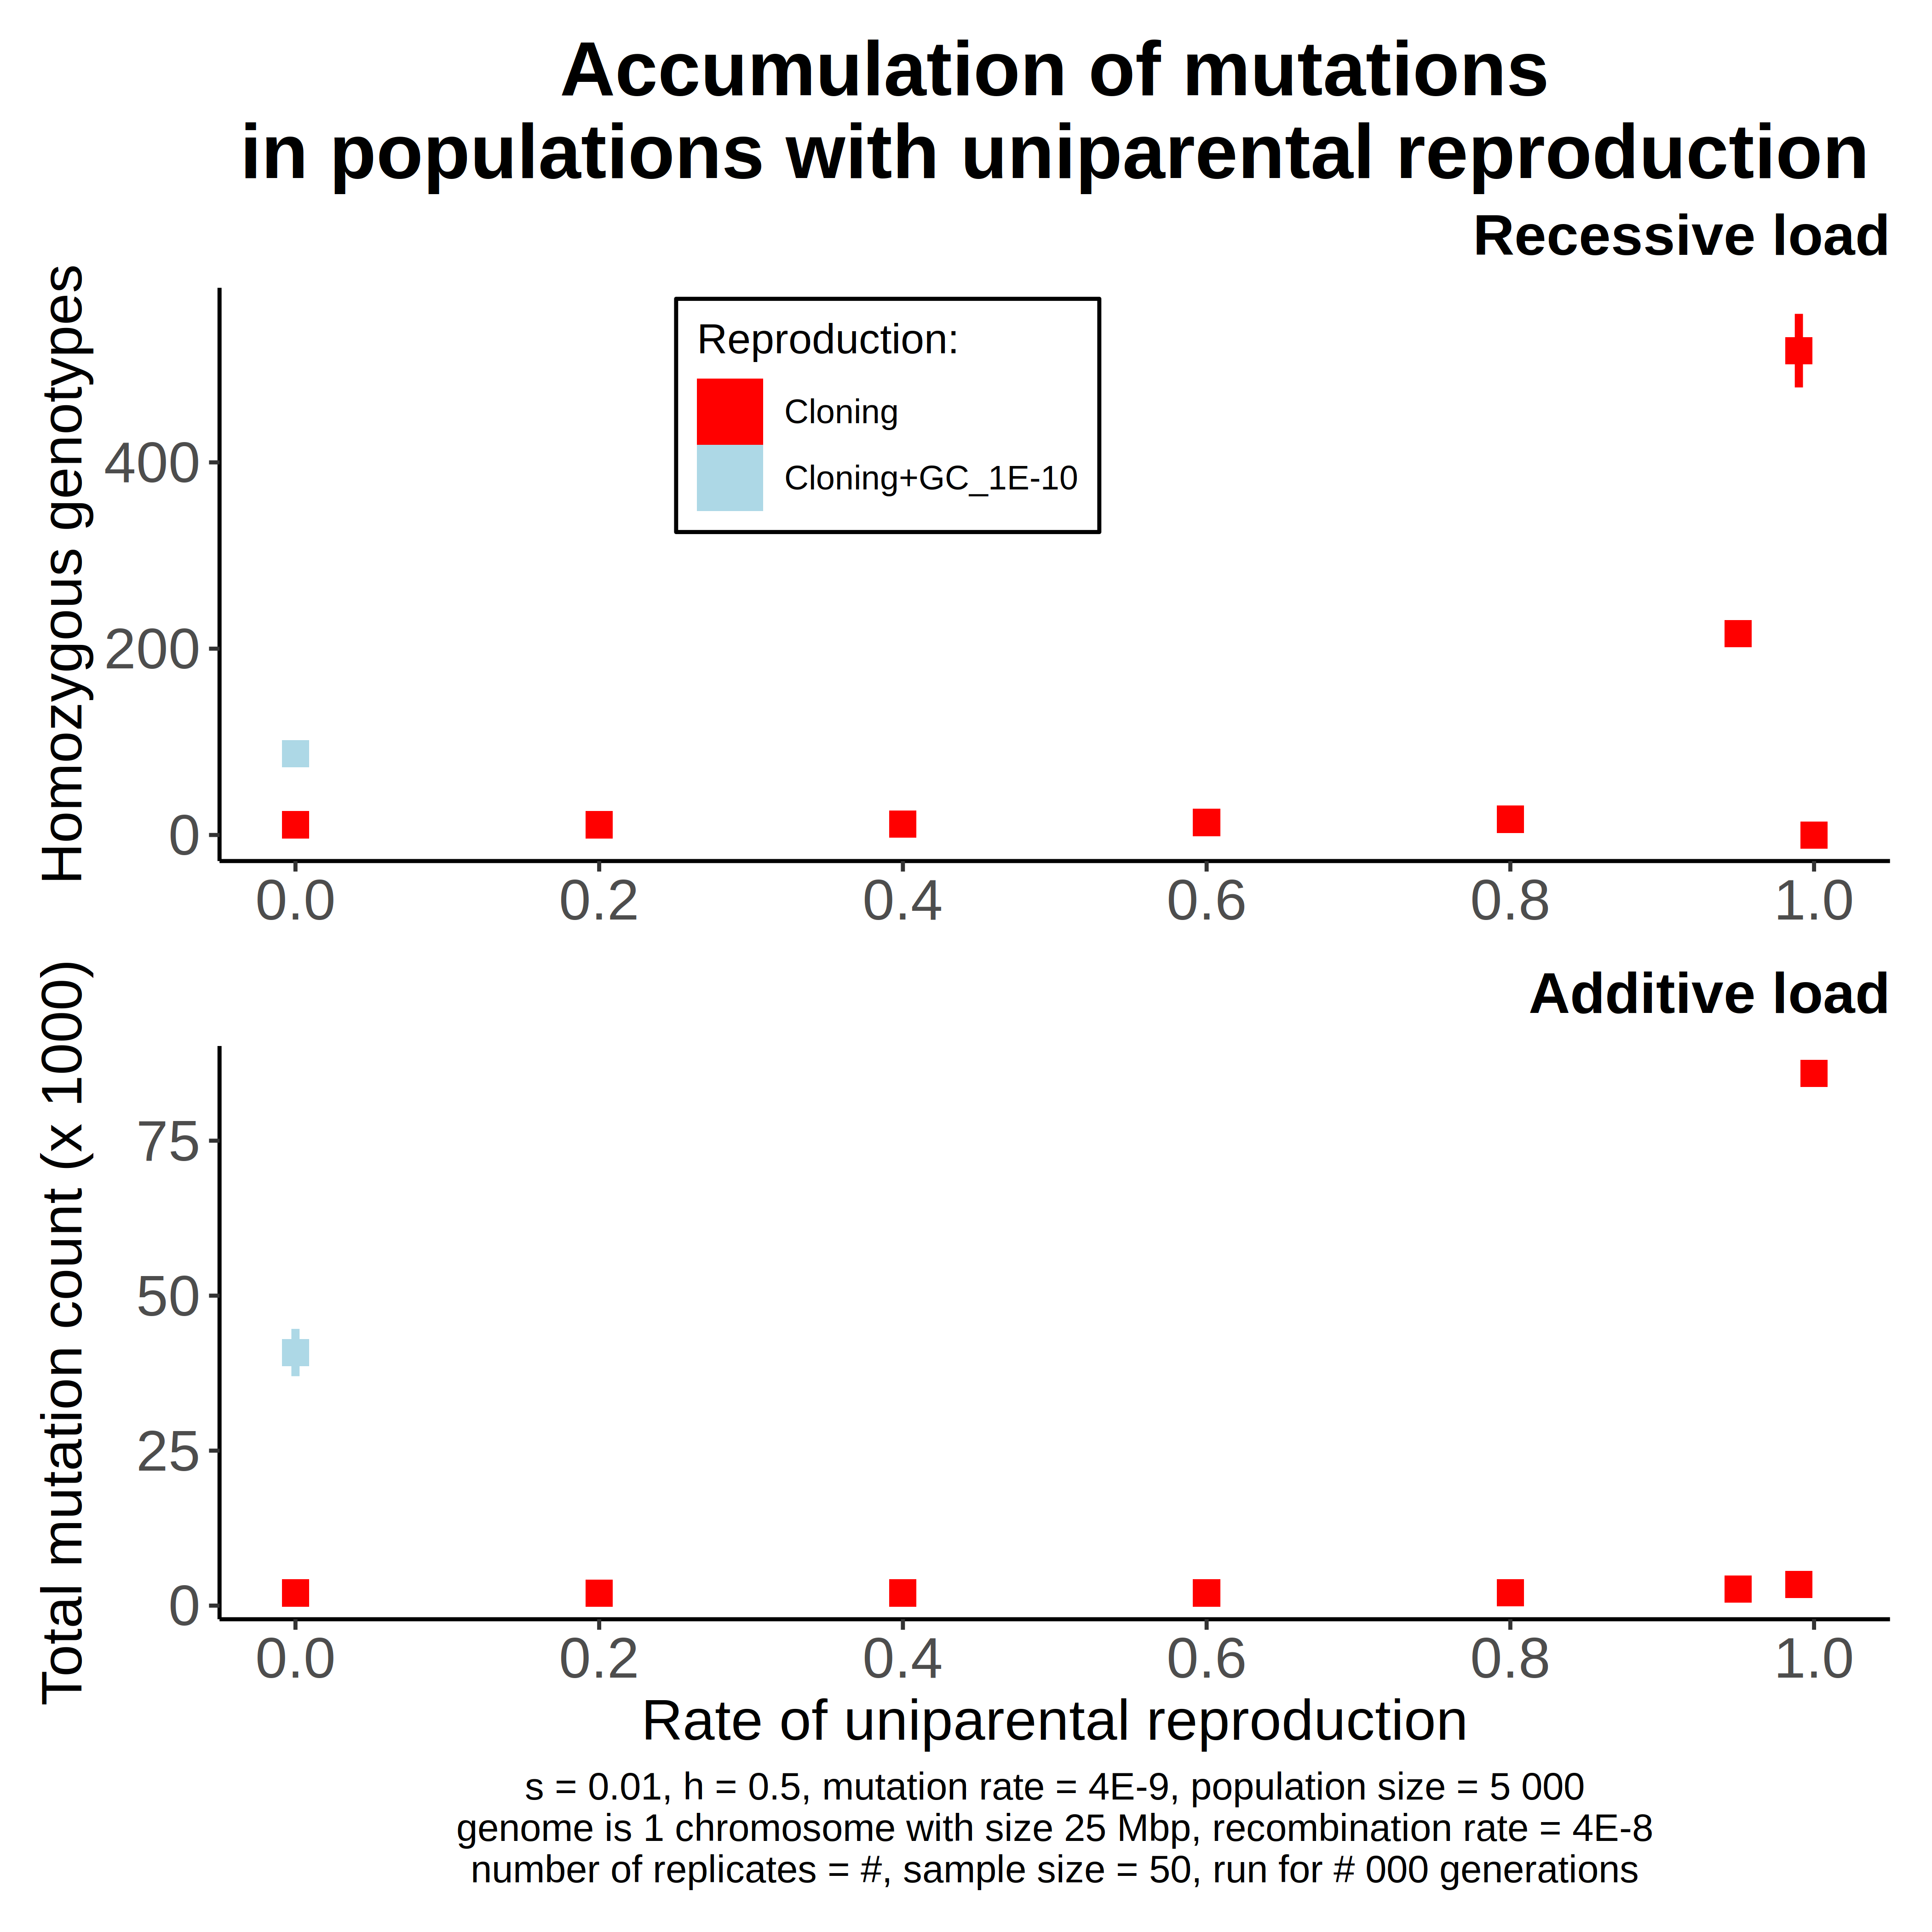 Accumulation of mutations
in populations with uniparental reproduction
Recessive load
Homozygous genotypes
Reproduction:
Cloning
Cloning+GC_1E-10
400
200
0
0.0 0.2 0.4 0.6 0.8 1.0
Additive load
Total mutation count (x 1000)
75
50
25
0
0.0 0.2 0.4 0.6 0.8 1.0
Rate of uniparental reproduction
s = 0.01, h = 0.5, mutation rate = 4E-9, population size = 5 000
genome is 1 chromosome with size 25 Mbp, recombination rate = 4E-8
number of replicates = #, sample size = 50, run for # 000 generations